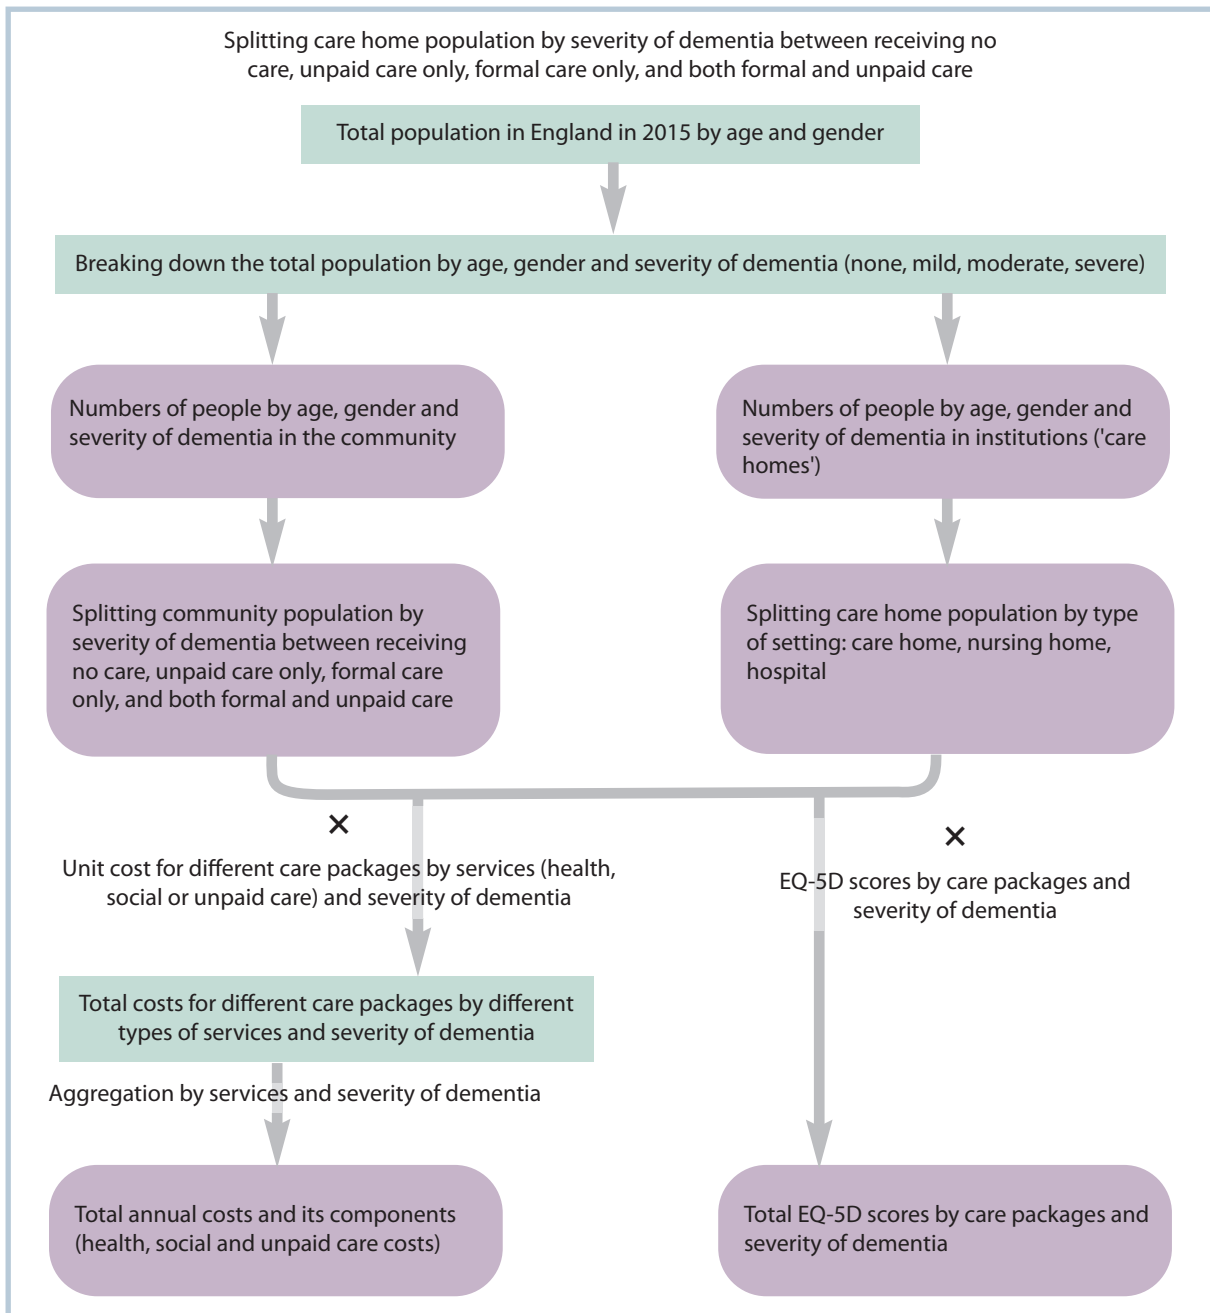 Splitting care home population by severity of dementia between receiving no
care, unpaid care only, formal care only, and both formal and unpaid care
Total population in England in 2015 by age and gender
Breaking down the total population by age, gender and severity of dementia (none, mild, moderate, severe)
Numbers of people by age, gender and
severity of dementia in the community
Numbers of people by age, gender and
severity of dementia in institutions ('care
homes')
Splitting community population by
severity of dementia between receiving
no care, unpaid care only, formal care
only, and both formal and unpaid care
Splitting care home population by type
of setting: care home, nursing home,
hospital
×
Unit cost for different care packages by services (health,
social or unpaid care) and severity of dementia
×
EQ-5D scores by care packages and
severity of dementia
Total costs for different care packages by different
types of services and severity of dementia
Aggregation by services and severity of dementia
Total annual costs and its components
(health, social and unpaid care costs)
Total EQ-5D scores by care packages and
severity of dementia